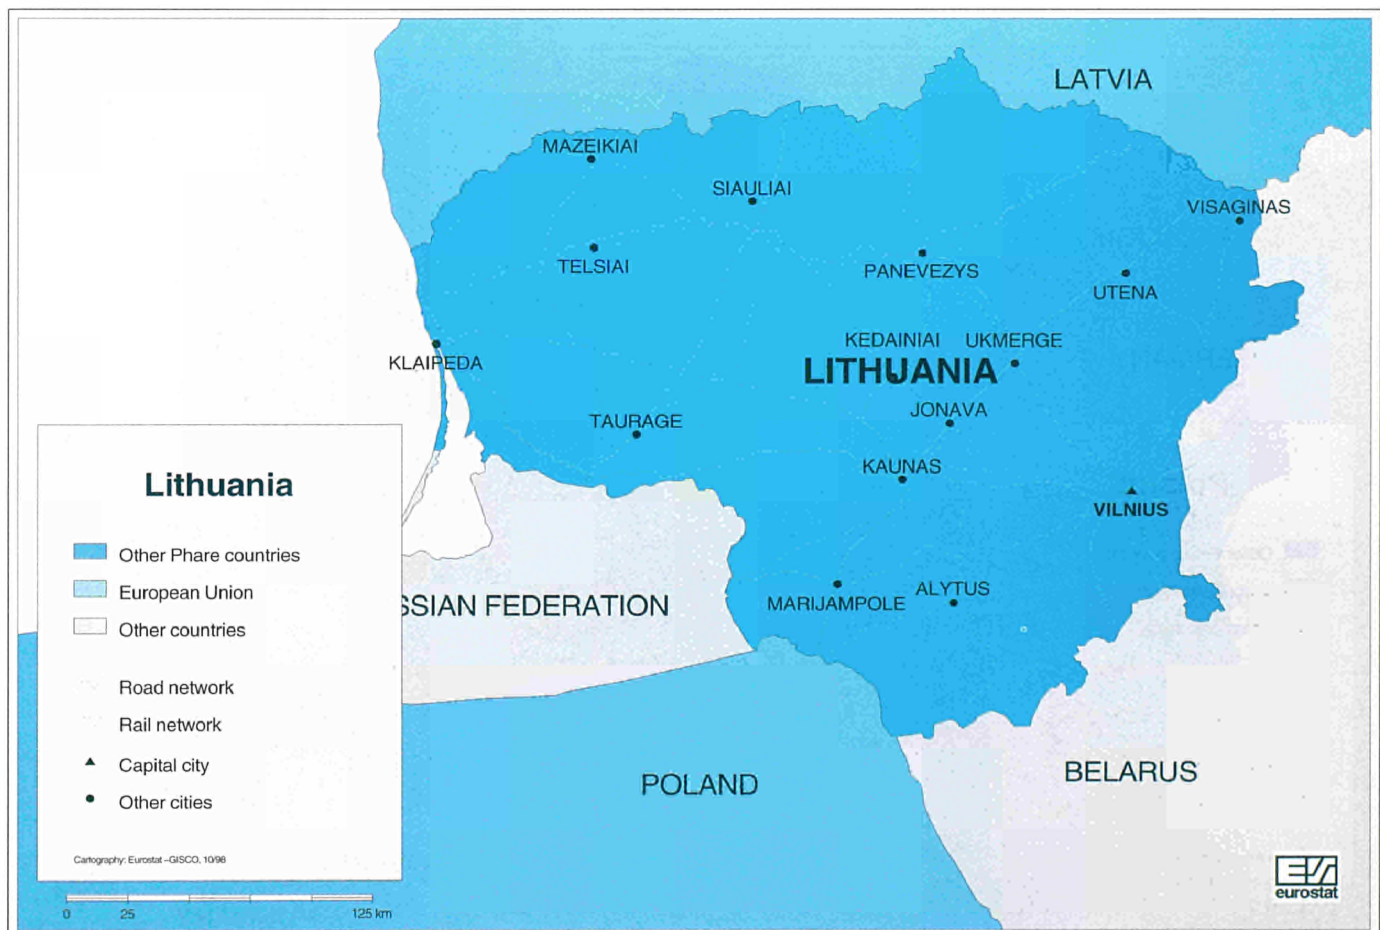 LATVIA
MAZEIKIAI
SIAULIAI
VISAGINAS
TELSIAI
PANEVEZYS
UTENA
KEDAINIAI
UKMERGE
KLAIPEDA
LITHUANIA
JONAVA
TAURAGE
KAUNAS
VILNIUS
MARIJAMPOLE
ALYTUS
SSIAN FEDERATION
POLAND
BELARUS
Lithuania
Other Phare countries
European Union
Other countries
Road network
Rail network
Capital city
Other cities
Cartography: Eurostat –GISCO, 10/98
0 25 125 km
eurostat